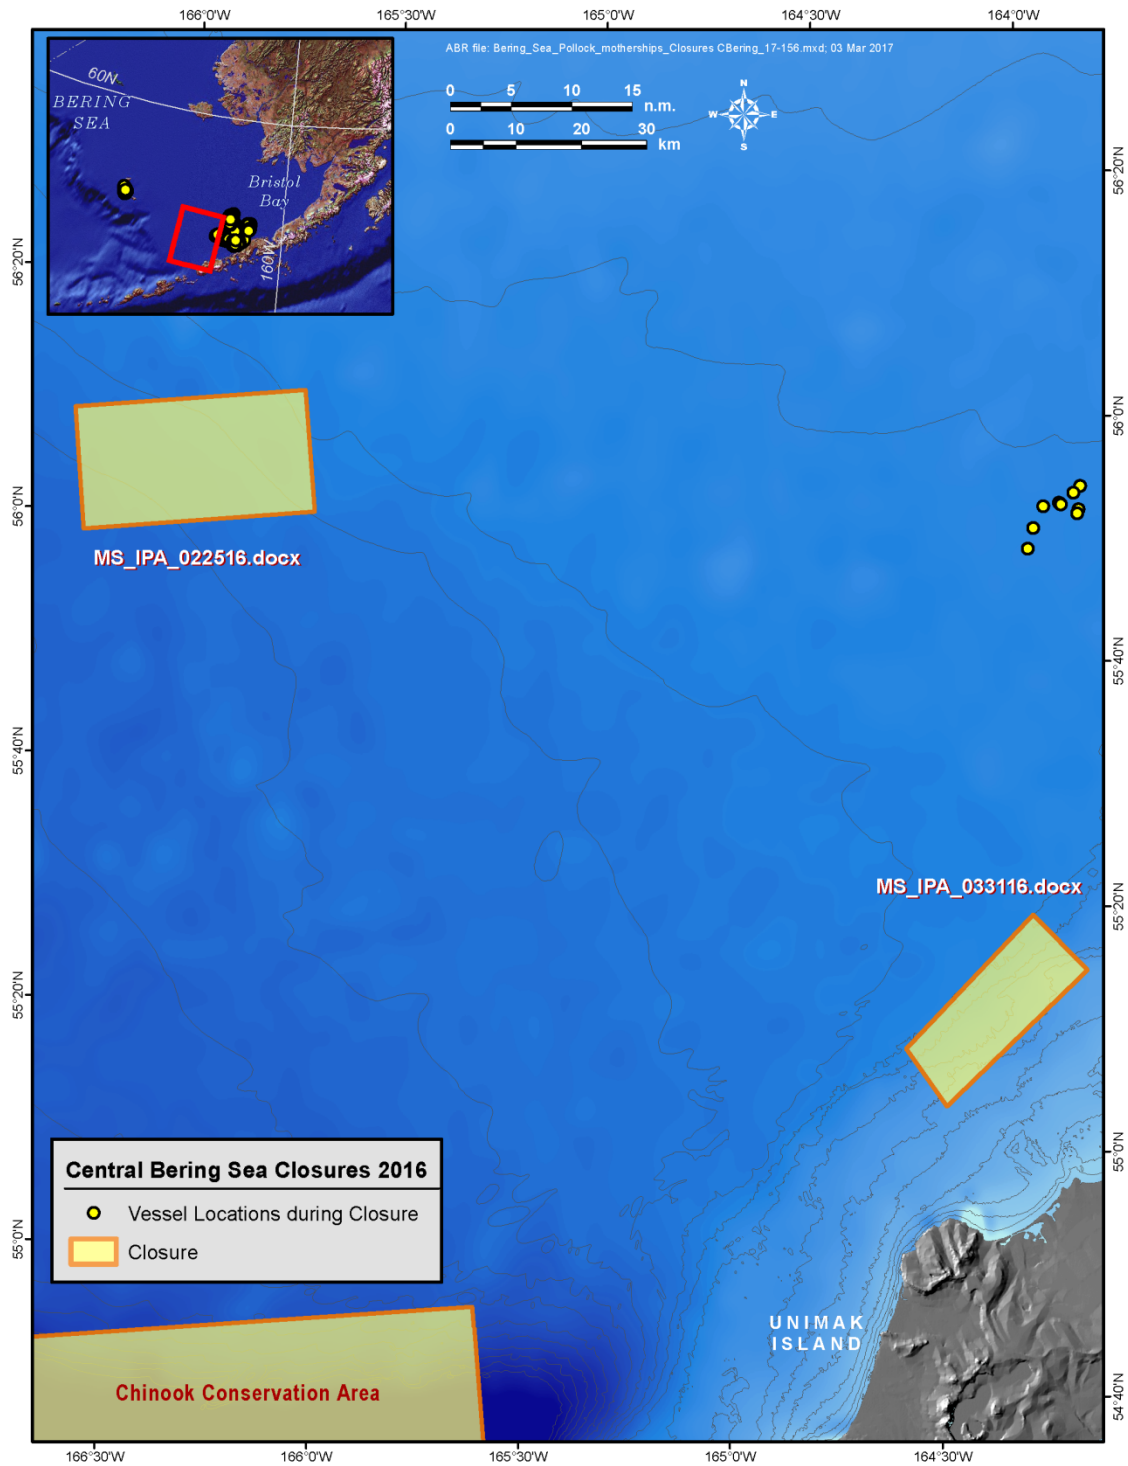 166°0'W 165°30'W 165°0'W 164°30'W 164°0'W
ABR file: Bering_Sea_Pollock_motherships_Closures CBering_17-156.mxd; 03 Mar 2017
60N
BERING
SEA
Bristol
Bay
160W
0 5 10 15
n.m.
0 10 20 30
km
N
W E
S
56°20'N
56°20'N
56°0'N
56°0'N
MS_IPA_022516.docx
55°40'N
55°40'N
MS_IPA_033116.docx
55°20'N
55°20'N
55°0'N
55°0'N
Central Bering Sea Closures 2016
Vessel Locations during Closure
Closure
UNIMAK
ISLAND
Chinook Conservation Area
54°40'N
166°30'W 166°0'W 165°30'W 165°0'W 164°30'W